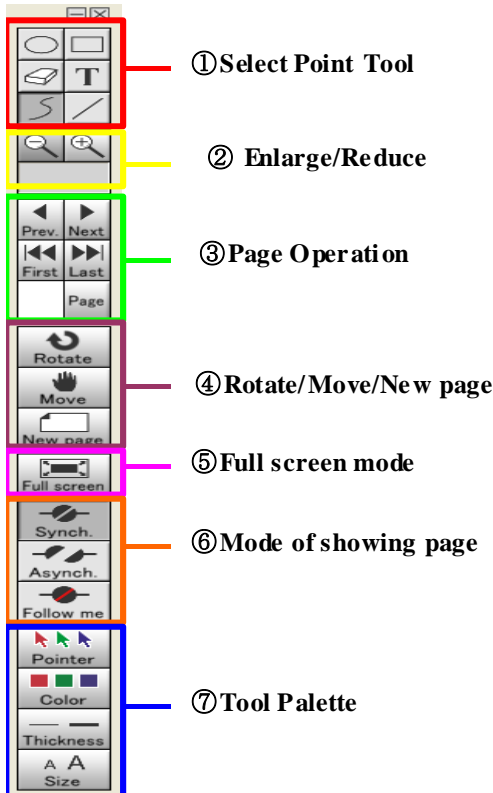 T
①Select Point Tool
② Enlarge/Reduce
Prev. Next
First Last
Page
③Page Operation
Rotate
Move
New page
④Rotate/Move/New page
Full screen
⑤Full screen mode
Synch.
Asynch.
Follow me
⑥Mode of showing page
Pointer
Color
Thickness
A A
Size
⑦Tool Palette